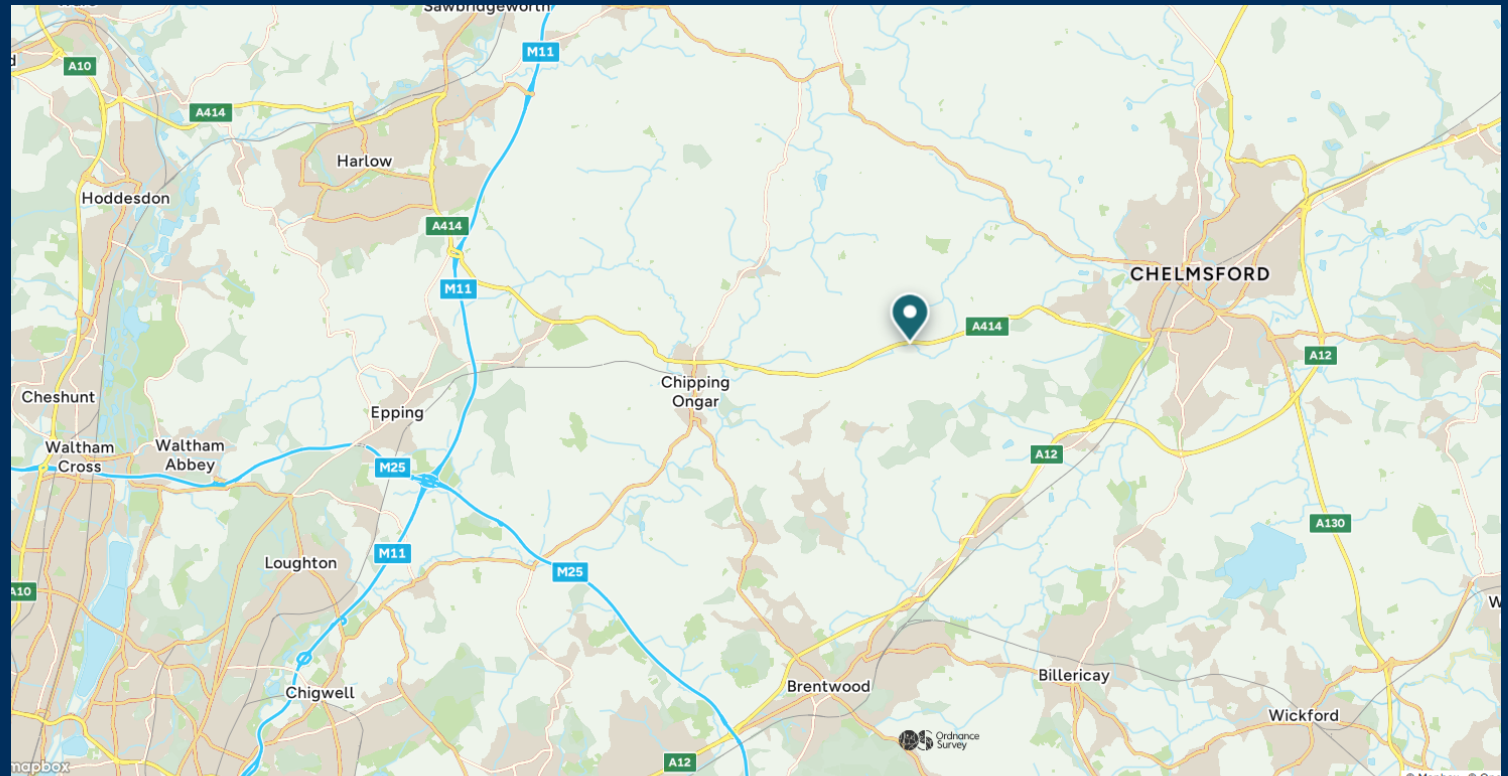 Sawbridgeworth
M11
A10
A414
Harlow
Hoddesdon
A414
CHELMSFORD
M11
A414
A12
Chipping
Ongar
Cheshunt
Epping
Waltham
Cross
Waltham
Abbey
M25
A12
A130
M11
Loughton
M25
A10
Billericay
Brentwood
Chigwell
Wickford
OS Ordnance
Survey
A12
mapbox